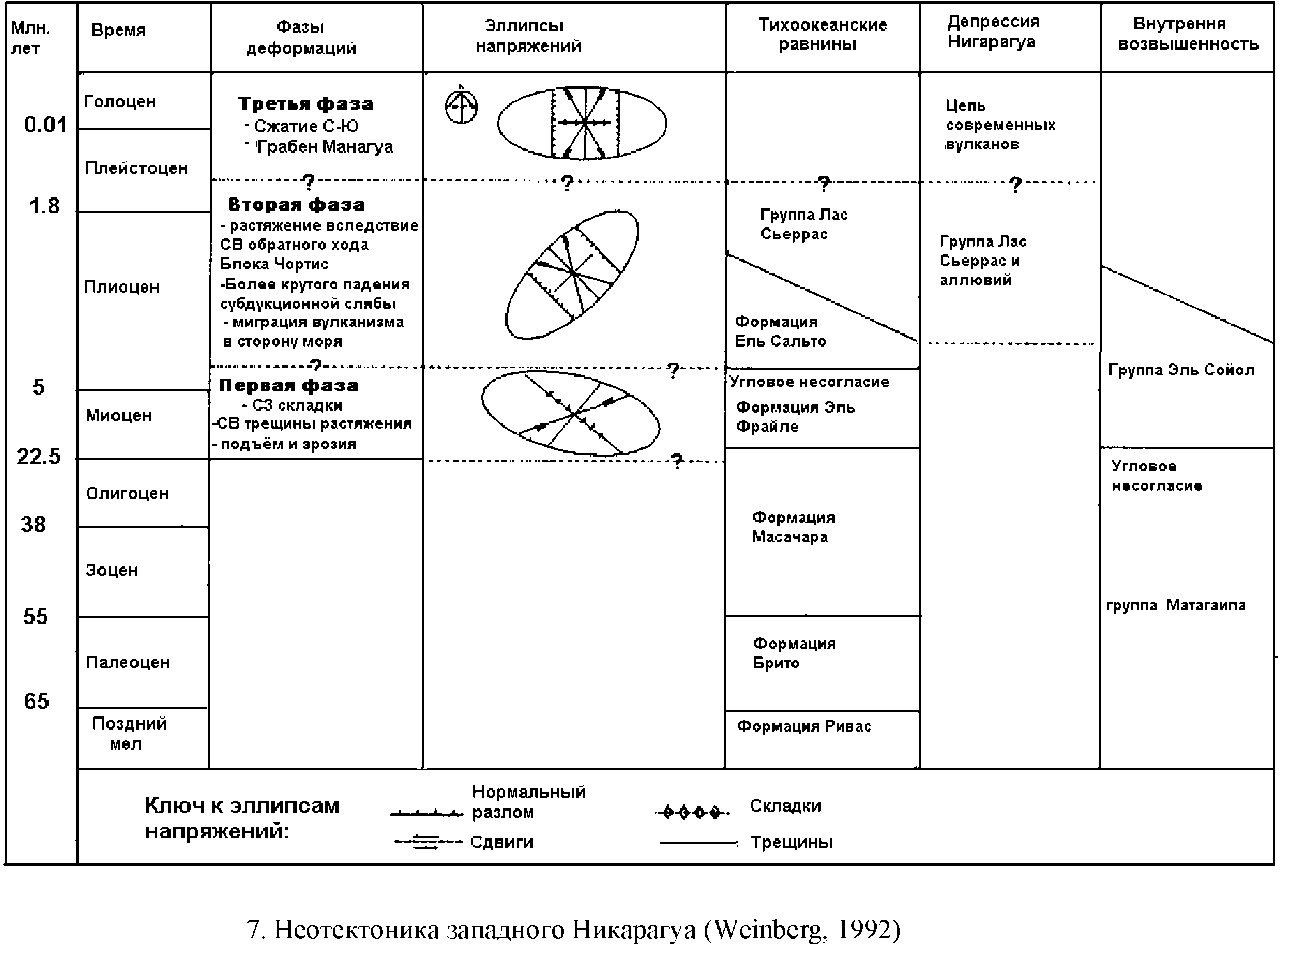 Млн.
лет
Время
Фазы
деформаций
Эллипсы
напряжений
Тихоокеанские
равнины
Депрессия
Нигарагуа
Внутрення
возвышенность
Голоцен
0.01
Плейстоцен
1.8
Плиоцен
5
Миоцен
22.5
Олигоцен
38
Эоцен
55
Палеоцен
65
Поздний
мел
Третья фаза
- Сжатие С-Ю
- Грабен Манагуа
?
Вторая фаза
- растяжение вследствие
СВ обратного хода
Блока Чортис
-Более крутого падения
субдукционной слябы
- миграция вулканизма
в сторону моря
?
Первая фаза
- СЗ складки
-СВ трещины растяжения
- подъём и эрозия
?
?
?
?
Группа Лас
Сьеррас
Формация
Ель Сальто
Угловое несогласие
Формация Эль
Фрайле
Формация
Масачара
Формация
Брито
Формация Ривас
Цепь
современных
вулканов
?
Группа Лас
Сьеррас и
аллювий
Группа Эль Сойол
Угловое
несогласие
группа Матагаипа
Ключ к эллипсам
напряжений:
Нормальный
разлом
Сдвиги
Складки
Трещины
7. Неотектоника западного Никарагуа (Weinberg, 1992)